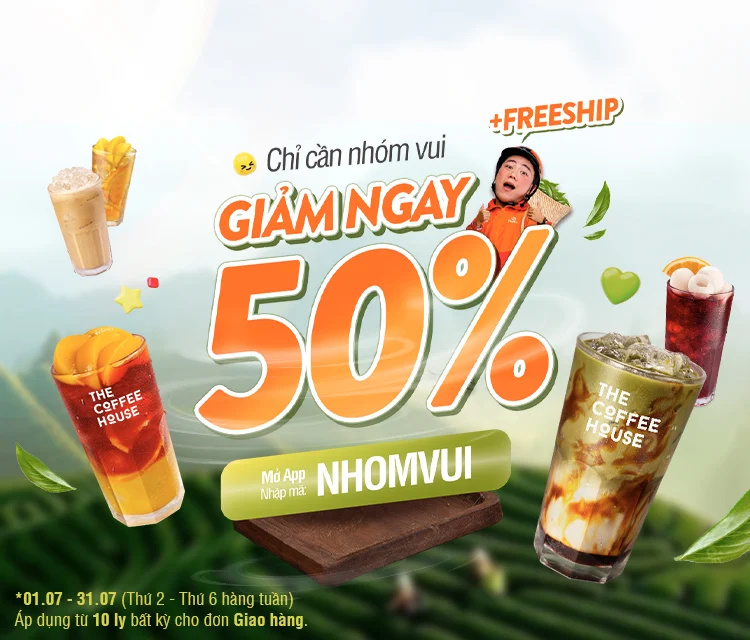 +FREESHIP
Chỉ cần nhóm vui
GIẢM NGAY
50%
THE
COFFEE
HOUSE
THE
COFFEE
HOUSE
Mở App
Nhập mã: NHOMVUI
*01.07 - 31.07 (Thứ 2 - Thứ 6 hàng tuần)
Áp dụng từ 10 ly bất kỳ cho đơn Giao hàng.